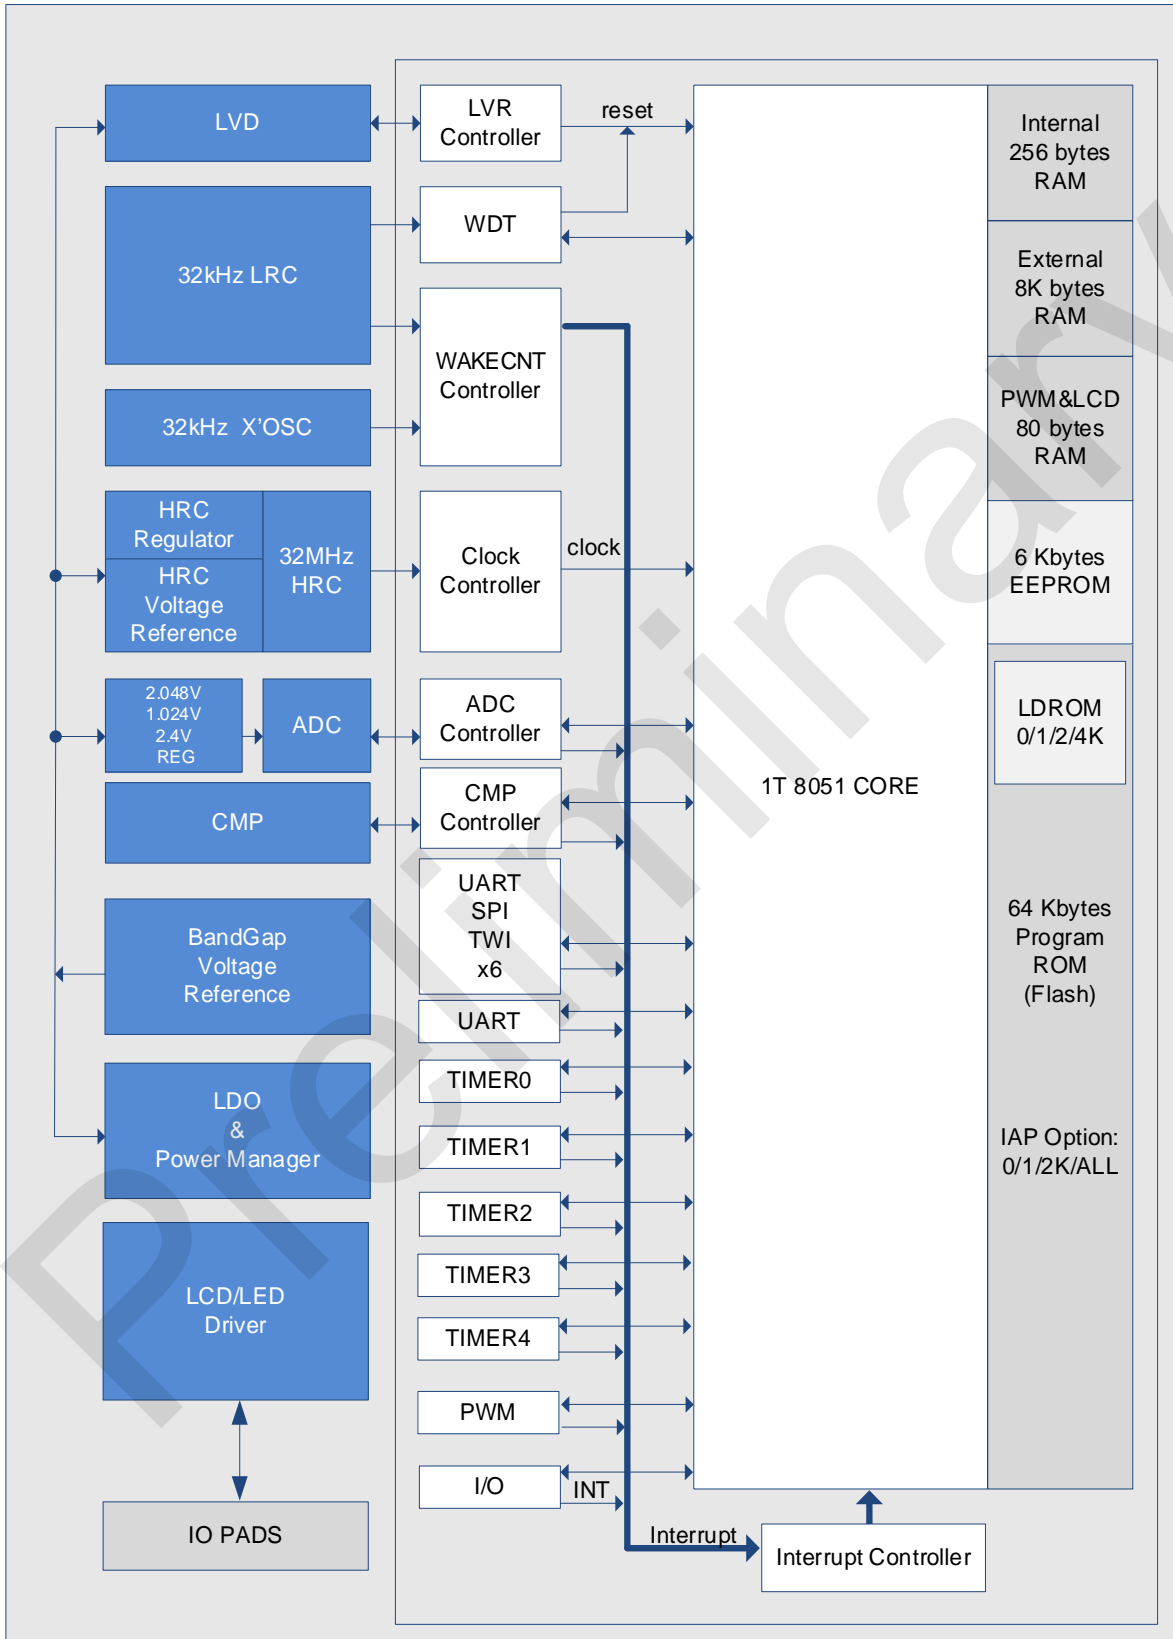 LVD
LVR
Controller
reset
Internal
256 bytes
RAM
32kHz LRC
WDT
External
8K bytes
RAM
WAKECNT
Controller
32kHz X'OSC
PWM&LCD
80 bytes
RAM
HRC
Regulator
HRC
Voltage
Reference
32MHz
HRC
Clock
Controller
clock
6 Kbytes
EEPROM
2.048V
1.024V
2.4V
REG
ADC
ADC
Controller
LDROM
0/1/2/4K
1T 8051 CORE
CMP
CMP
Controller
UART
SPI
TWI
x6
64 Kbytes
Program
ROM
(Flash)
BandGap
Voltage
Reference
UART
TIMER0
LDO
&
Power Manager
TIMER1
IAP Option:
0/1/2K/ALL
TIMER2
TIMER3
LCD/LED
Driver
TIMER4
PWM
I/O
INT
IO PADS
Interrupt
Interrupt Controller
Preliminary